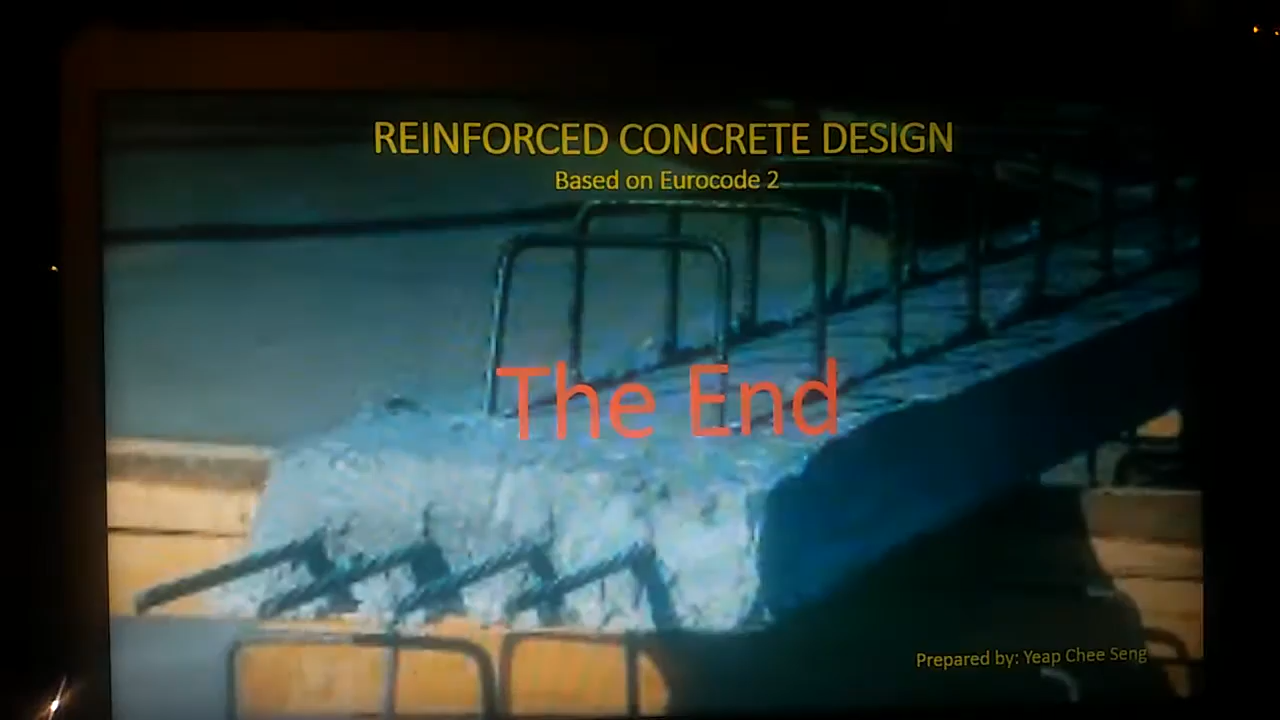 REINFORCED CONCRETE DESIGN
Based on Eurocode 2
The End
Prepared by: Yeap Chee Seng